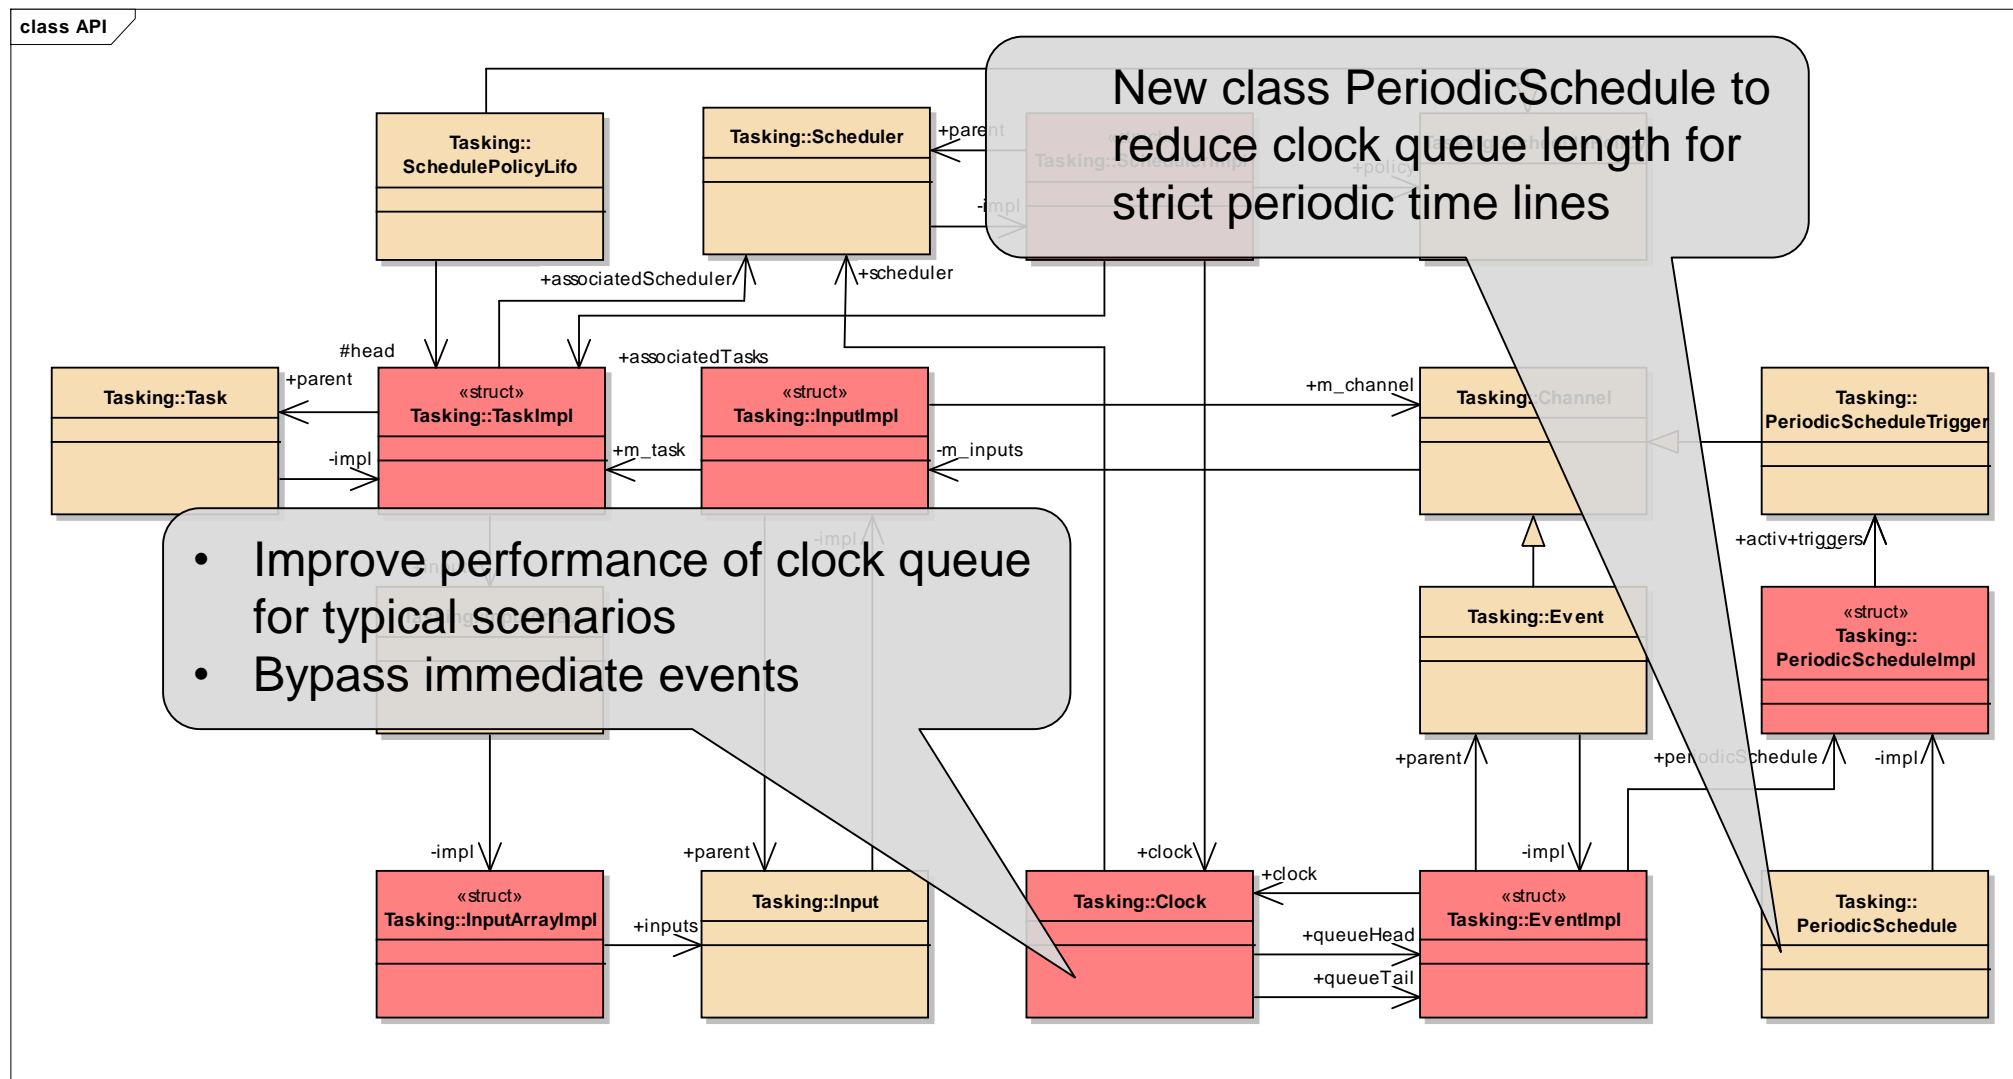 class API
New class PeriodicSchedule to
reduce clock queue length for
strict periodic time lines
Tasking::
SchedulePolicyLifo
Tasking::Scheduler
+parent
-impl
Tasking::SchedulerImpl
+policy
+associatedScheduler
+scheduler
#head
+associatedTasks
Tasking::Task
+parent
-impl
«struct»
Tasking::TaskImpl
+m_task
«struct»
Tasking::InputImpl
+m_channel
-m_inputs
Tasking::Channel
Tasking::
PeriodicScheduleTrigger
• Improve performance of clock queue
for typical scenarios
• Bypass immediate events
-impl
+activ+triggers
Tasking::Event
«struct»
Tasking::
PeriodicScheduleImpl
+parent
+periodicSchedule
-impl
-impl
+parent
+clock
-impl
«struct»
Tasking::InputArrayImpl
+inputs
Tasking::Input
Tasking::Clock
+clock
+queueHead
+queueTail
«struct»
Tasking::EventImpl
Tasking::
PeriodicSchedule